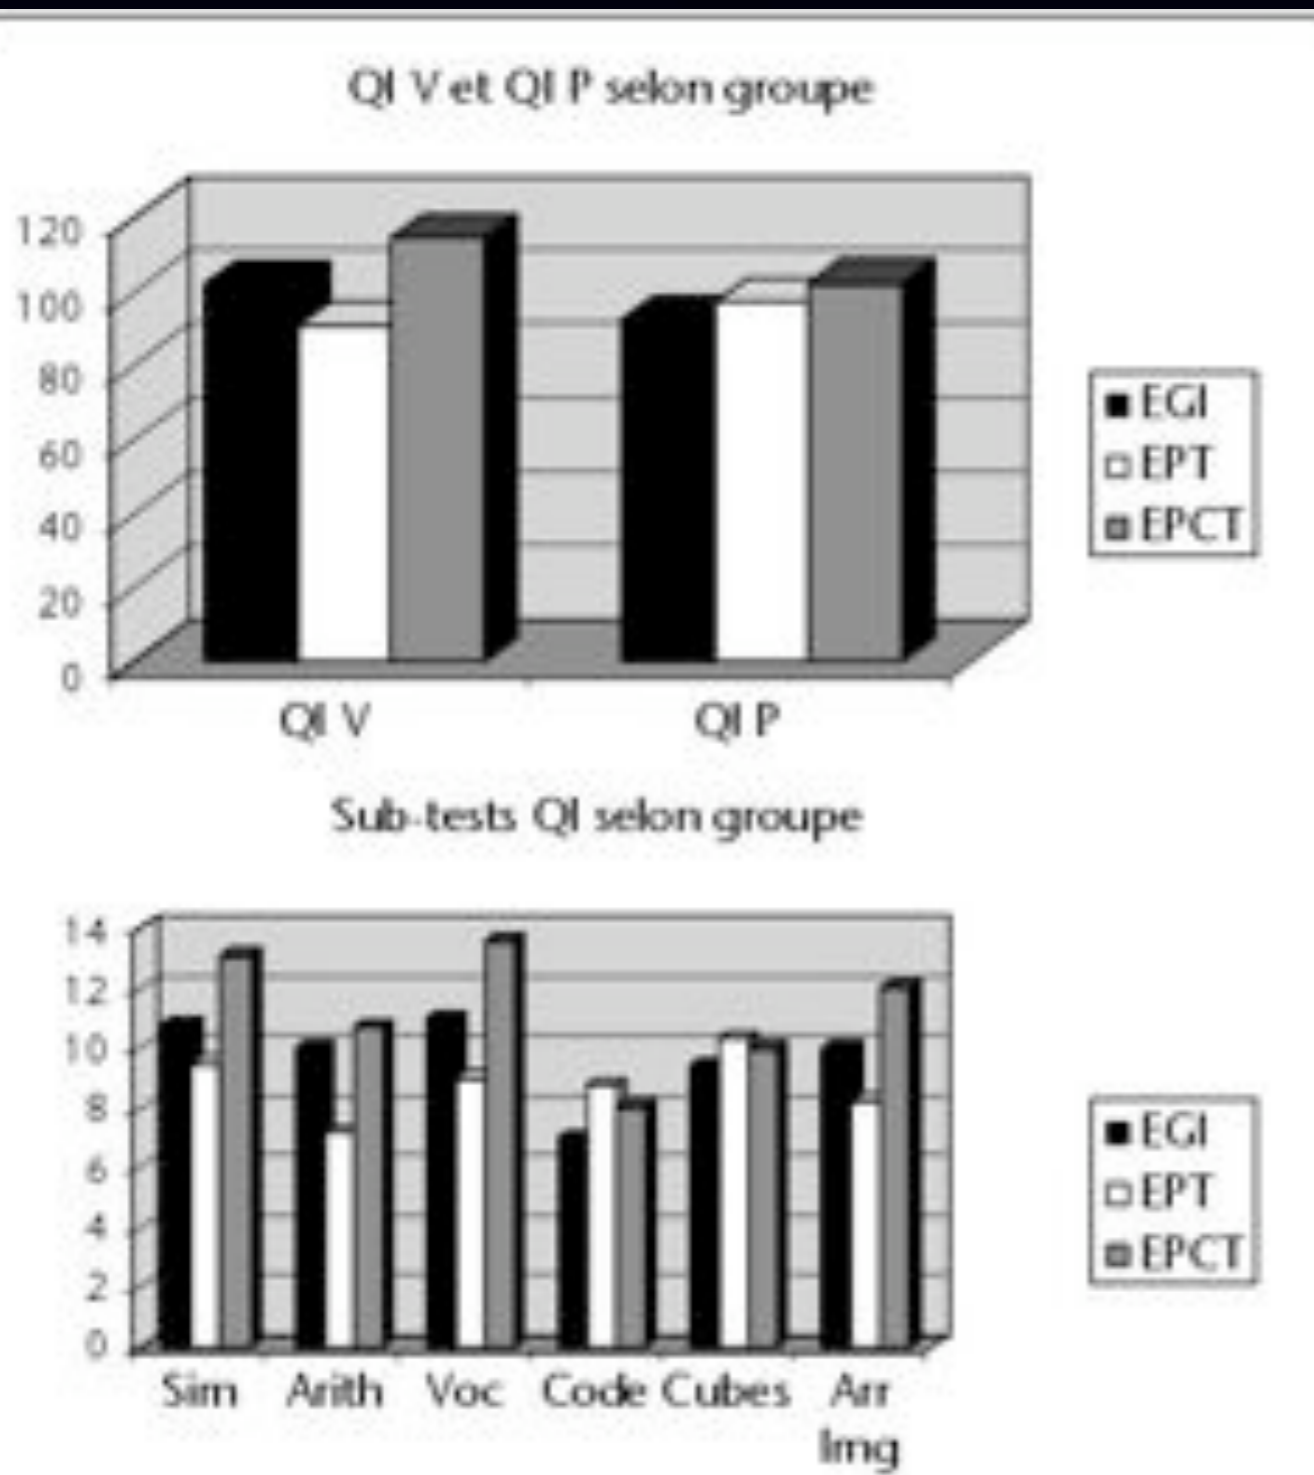 QI V et QI P selon groupe
120
100
80
60
40
20
0
QI V QI P
EGI
EPT
EPCT
Sub-tests QI selon groupe
14
12
10
8
6
4
2
0
Sim Arith Voc Code Cubes Arr
Img
EGI
EPT
EPCT